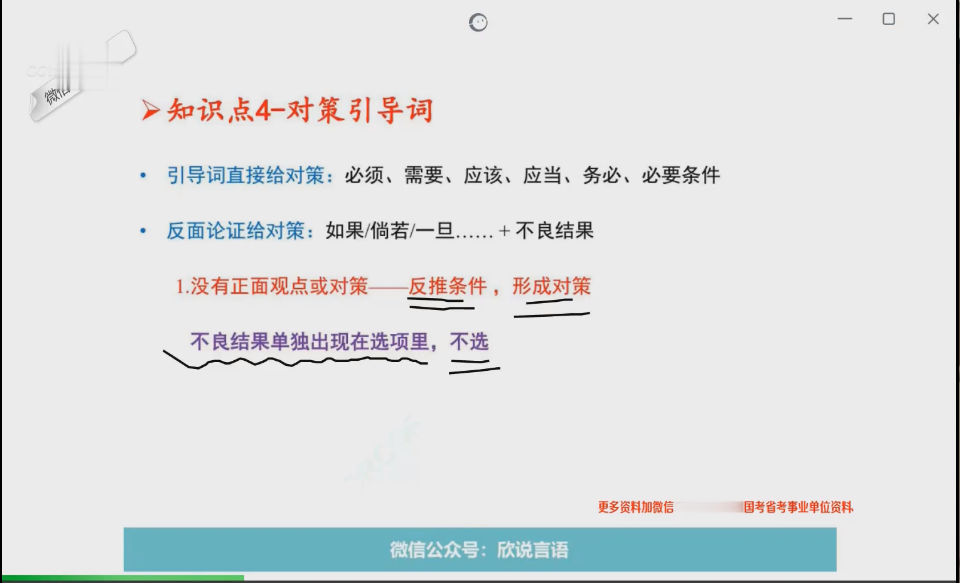 微信
➢知识点4-对策引导词
• 引导词直接给对策：必须、需要、应该、应当、务必、必要条件
• 反面论证给对策：如果/倘若/一旦…… + 不良结果
1.没有正面观点或对策——反推条件，形成对策
不良结果单独出现在选项里，不选
更多资料加微信 国考省考事业单位资料
微信公众号：欣说言语